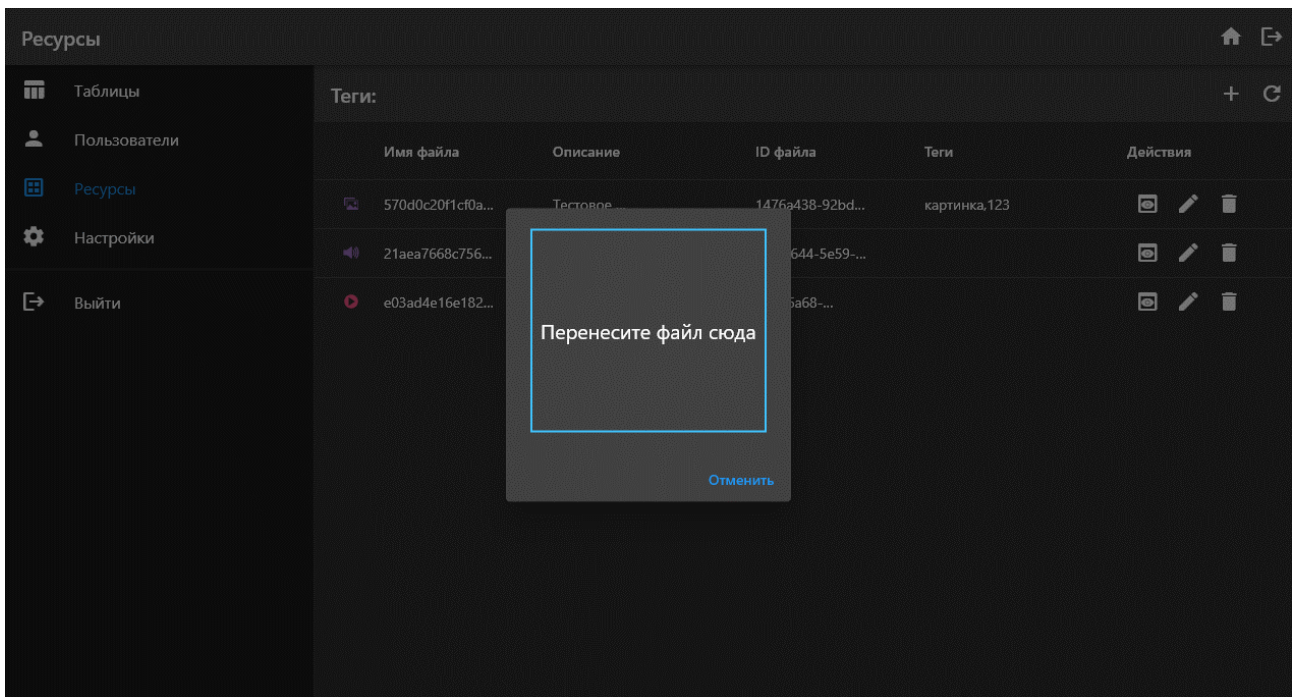 Ресурсы
Таблицы
Пользователи
Ресурсы
Настройки
Выйти
Теги:
Имя файла Описание ID файла Теги Действия
570d0c20f1cf0a... Тестовое ... 1476a438-92bd... картинка,123
21aea7668c756... 644-5e59-...
e03ad4e16e182... 5a68-...
Перенесите файл сюда
Отменить